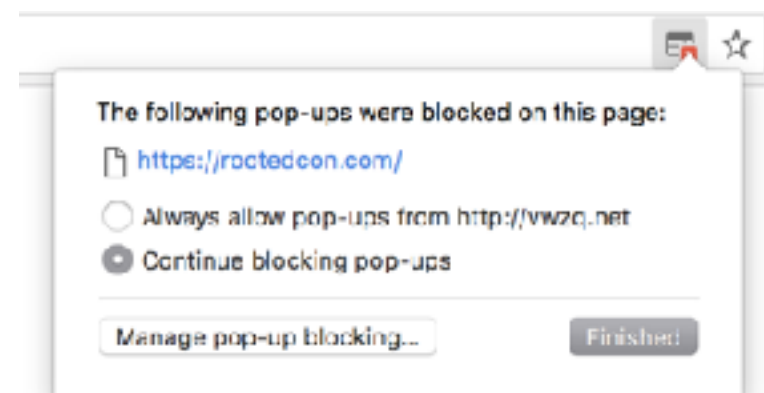 The following pop-ups were blocked on this page:
https://rootedcon.com/
Always allow pop-ups from http://vwzq.net
Continue blocking pop-ups
Manage pop-up blocking...
Finished